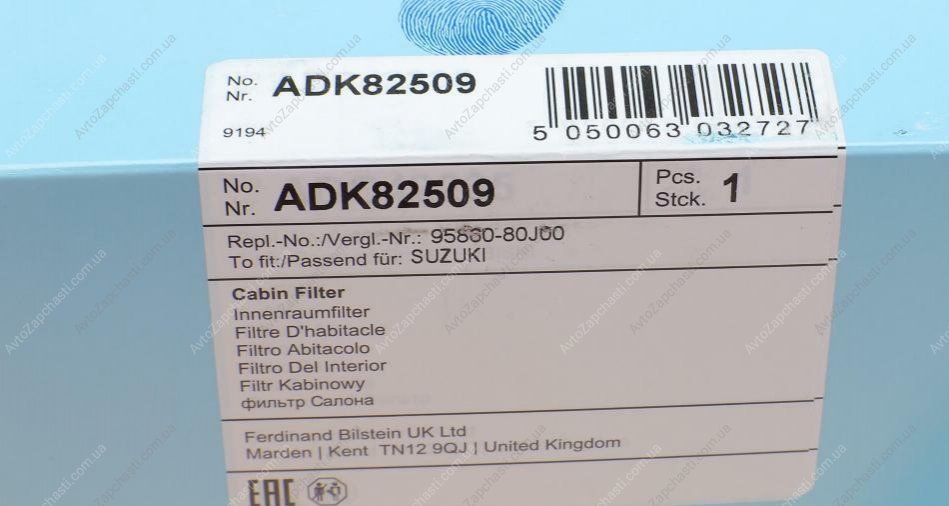 No. ADK82509
Nr.
9194
5 050063 032727
No. ADK82509
Nr.
Pcs. 1
Stck.
Repl.-No.:/Vergl.-Nr.: 95860-80J00
To fit:/Passend für: SUZUKI
Cabin Filter
Innenraumfilter
Filtre D'habitacle
Filtro Abitacolo
Filtro Del Interior
Filtr Kabinowy
фильтр Салона
Ferdinand Bilstein UK Ltd
Marden | Kent TN12 9QJ | United Kingdom
EAC
AvtoZapchasti.com.ua